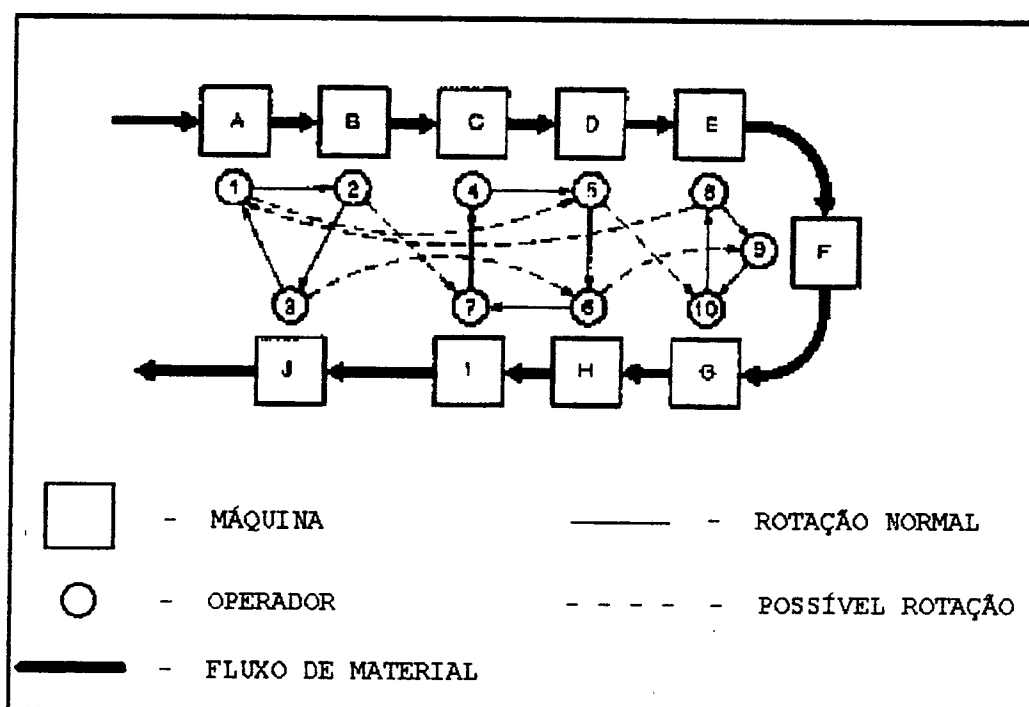 A B C D E
1 2 4 5 8
9 F
3 7 6 10
J I H G
- MÁQUINA - ROTAÇÃO NORMAL
- OPERADOR - POSSÍVEL ROTAÇÃO
- FLUXO DE MATERIAL